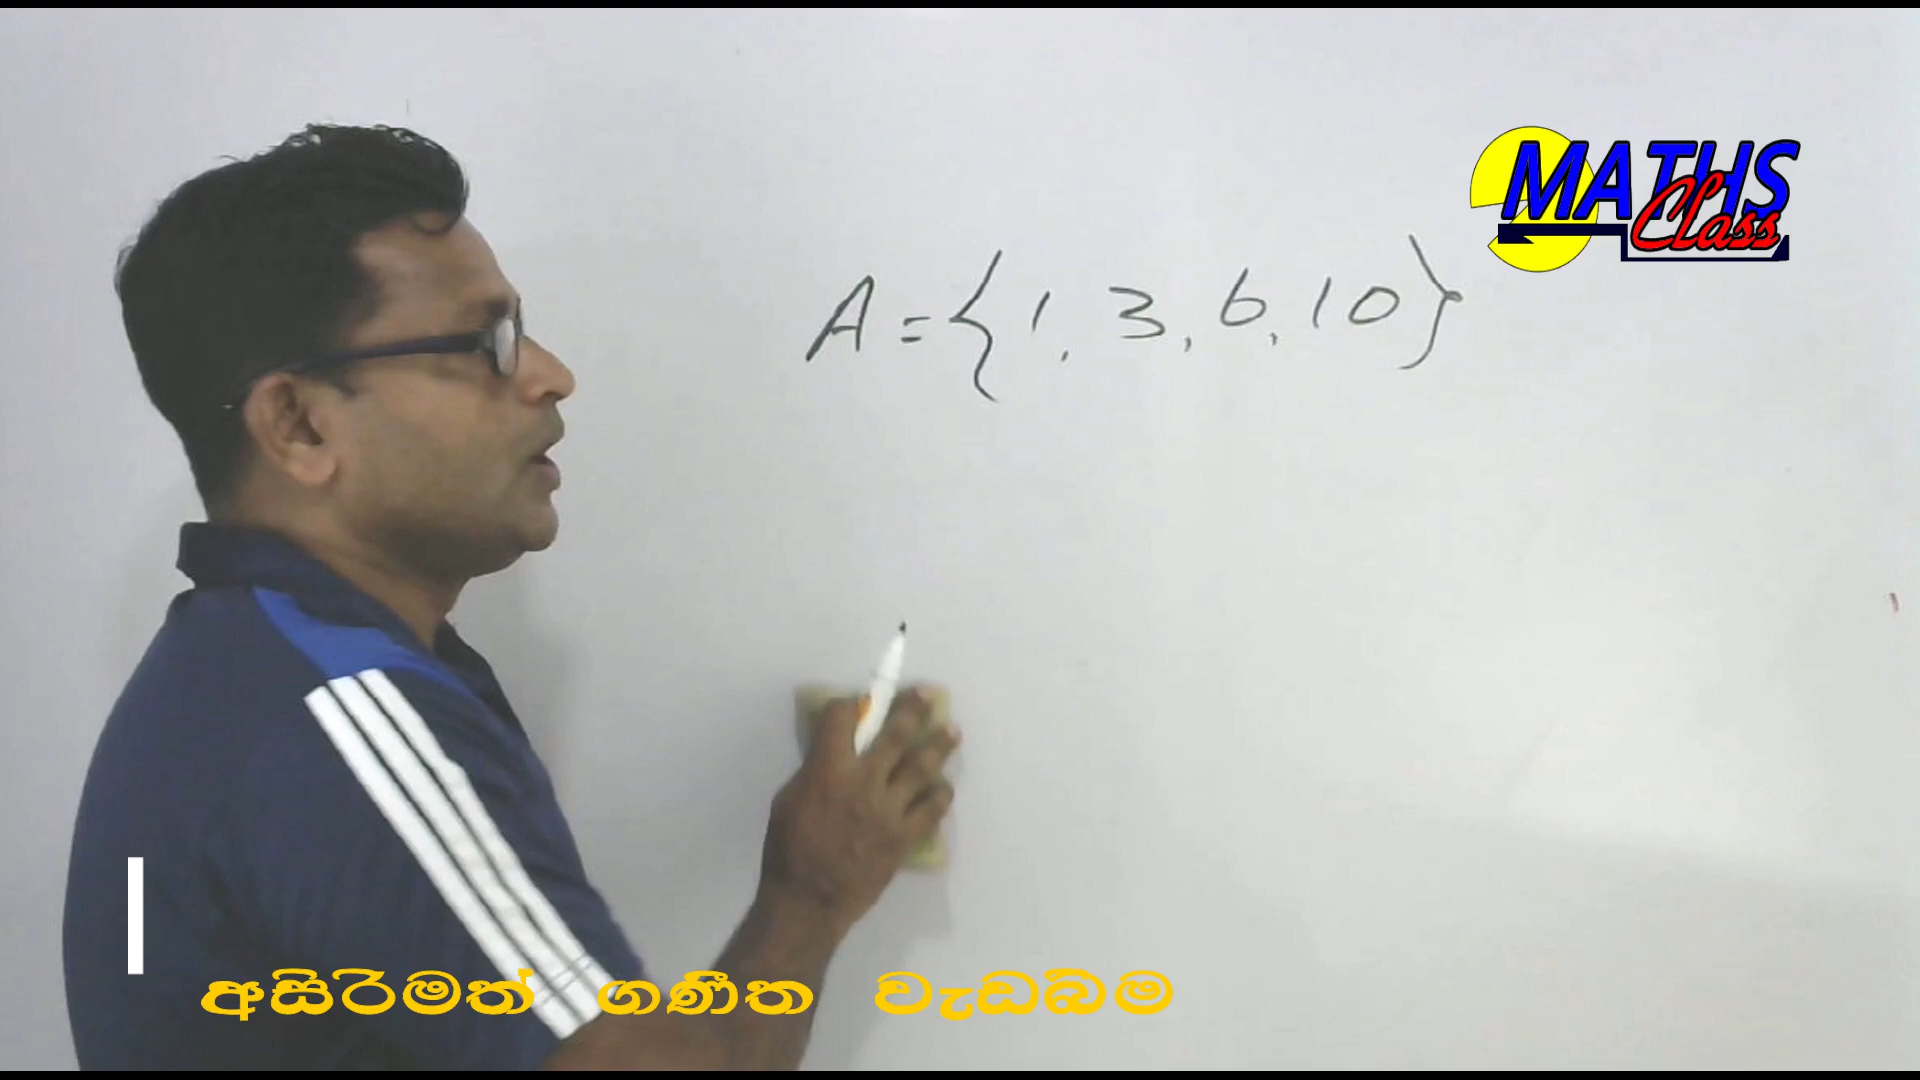 MATHS
Class
A = {1, 3, 6, 10}
අසිරිමත් ගණිත වැඩබිම